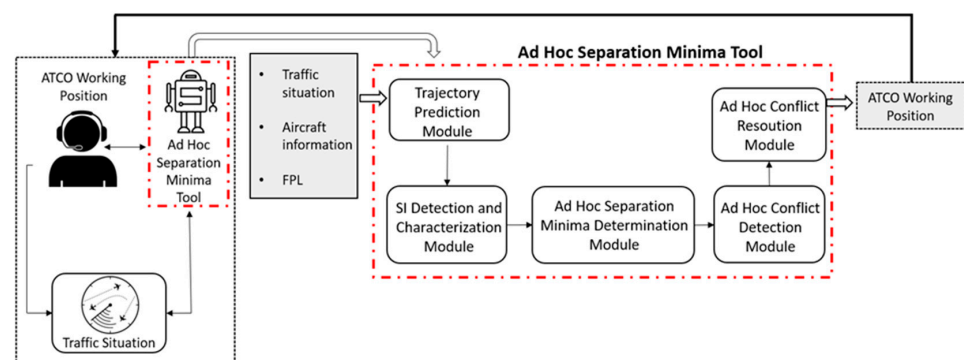 ATCO Working
Position
Ad Hoc
Separation
Minima
Tool
Traffic Situation
• Traffic
situation
• Aircraft
information
• FPL
Ad Hoc Separation Minima Tool
Trajectory
Prediction
Module
SI Detection and
Characterization
Module
Ad Hoc Separation
Minima Determination
Module
Ad Hoc Conflict
Detection
Module
Ad Hoc Conflict
Resoution
Module
ATCO Working
Position